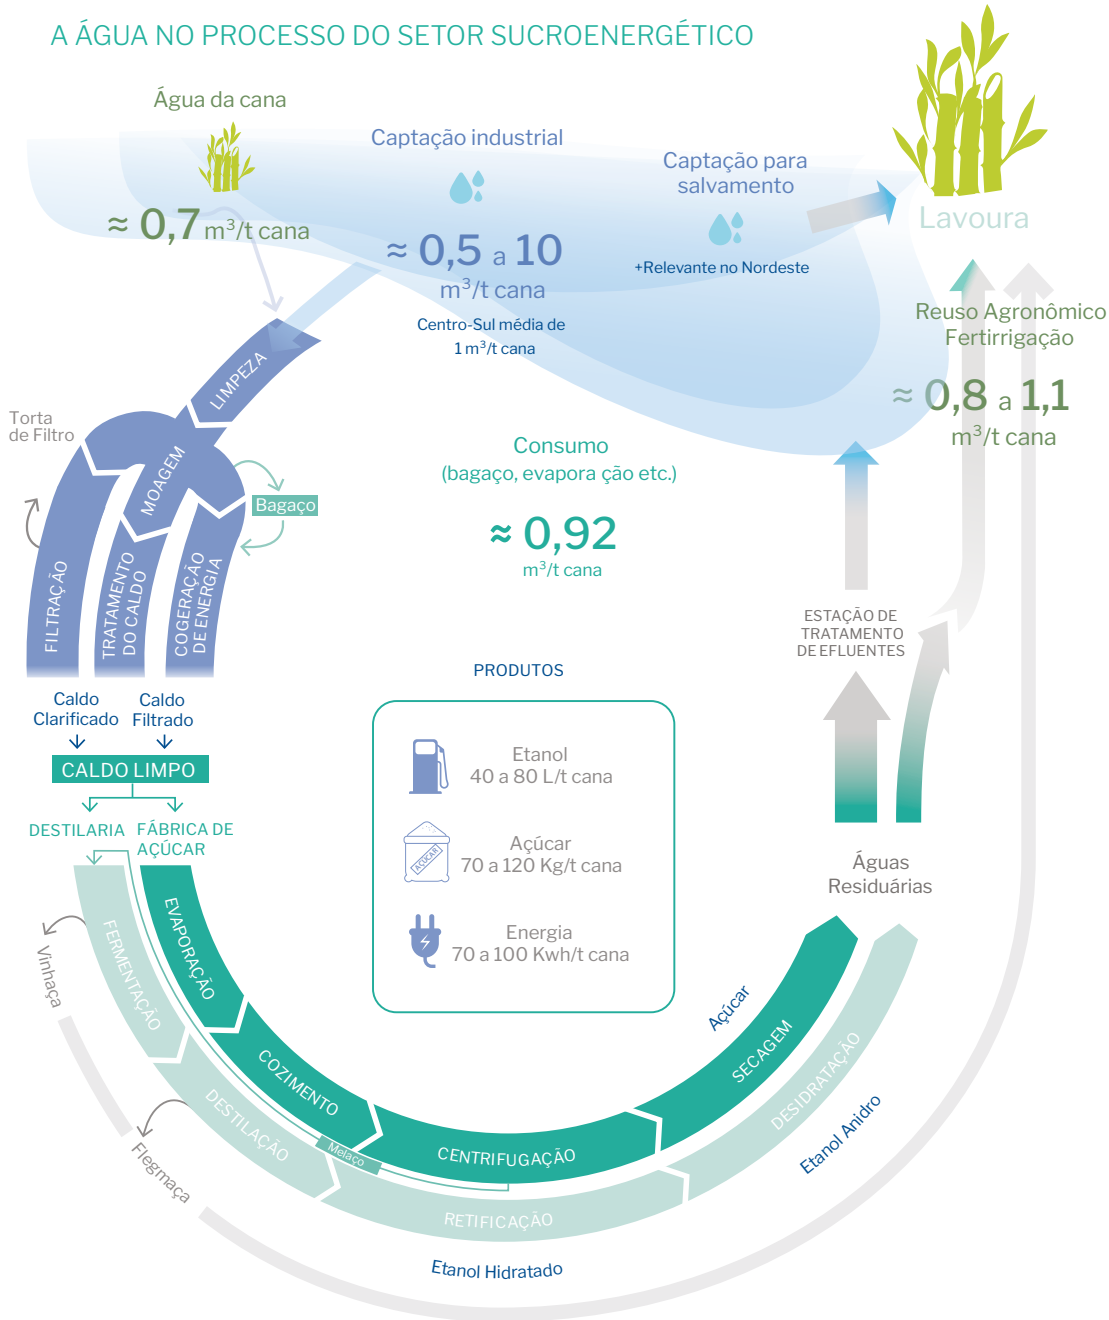 A ÁGUA NO PROCESSO DO SETOR SUCROENERGÉTICO
Água da cana
≈ 0,7 m³/t cana
Captação industrial
≈ 0,5 a 10
m³/t cana
Centro-Sul média de
1 m³/t cana
Captação para
salvamento
+Relevante no Nordeste
Lavoura
Reuso Agronômico
Fertirrigação
≈ 0,8 a 1,1
m³/t cana
LIMPEZA
MOAGEM
Torta
de Filtro
Bagaço
FILTRAÇÃO
TRATAMENTO
DO CALDO
COGERAÇÃO
DE ENERGIA
Consumo
(bagaço, evapora ção etc.)
≈ 0,92
m³/t cana
ESTAÇÃO DE
TRATAMENTO
DE EFLUENTES
Caldo
Clarificado
Caldo
Filtrado
CALDO LIMPO
DESTILARIA
FÁBRICA DE
AÇÚCAR
PRODUTOS
Etanol
40 a 80 L/t cana
AÇÚCAR
Açúcar
70 a 120 Kg/t cana
Energia
70 a 100 Kwh/t cana
Águas
Residuárias
EVAPORAÇÃO
FERMENTAÇÃO
Vinhaça
COZIMENTO
DESTILAÇÃO
Flegmaça
Melaço
CENTRIFUGAÇÃO
RETIFICAÇÃO
Etanol Hidratado
Açúcar
SECAGEM
DESIDRATAÇÃO
Etanol Anidro